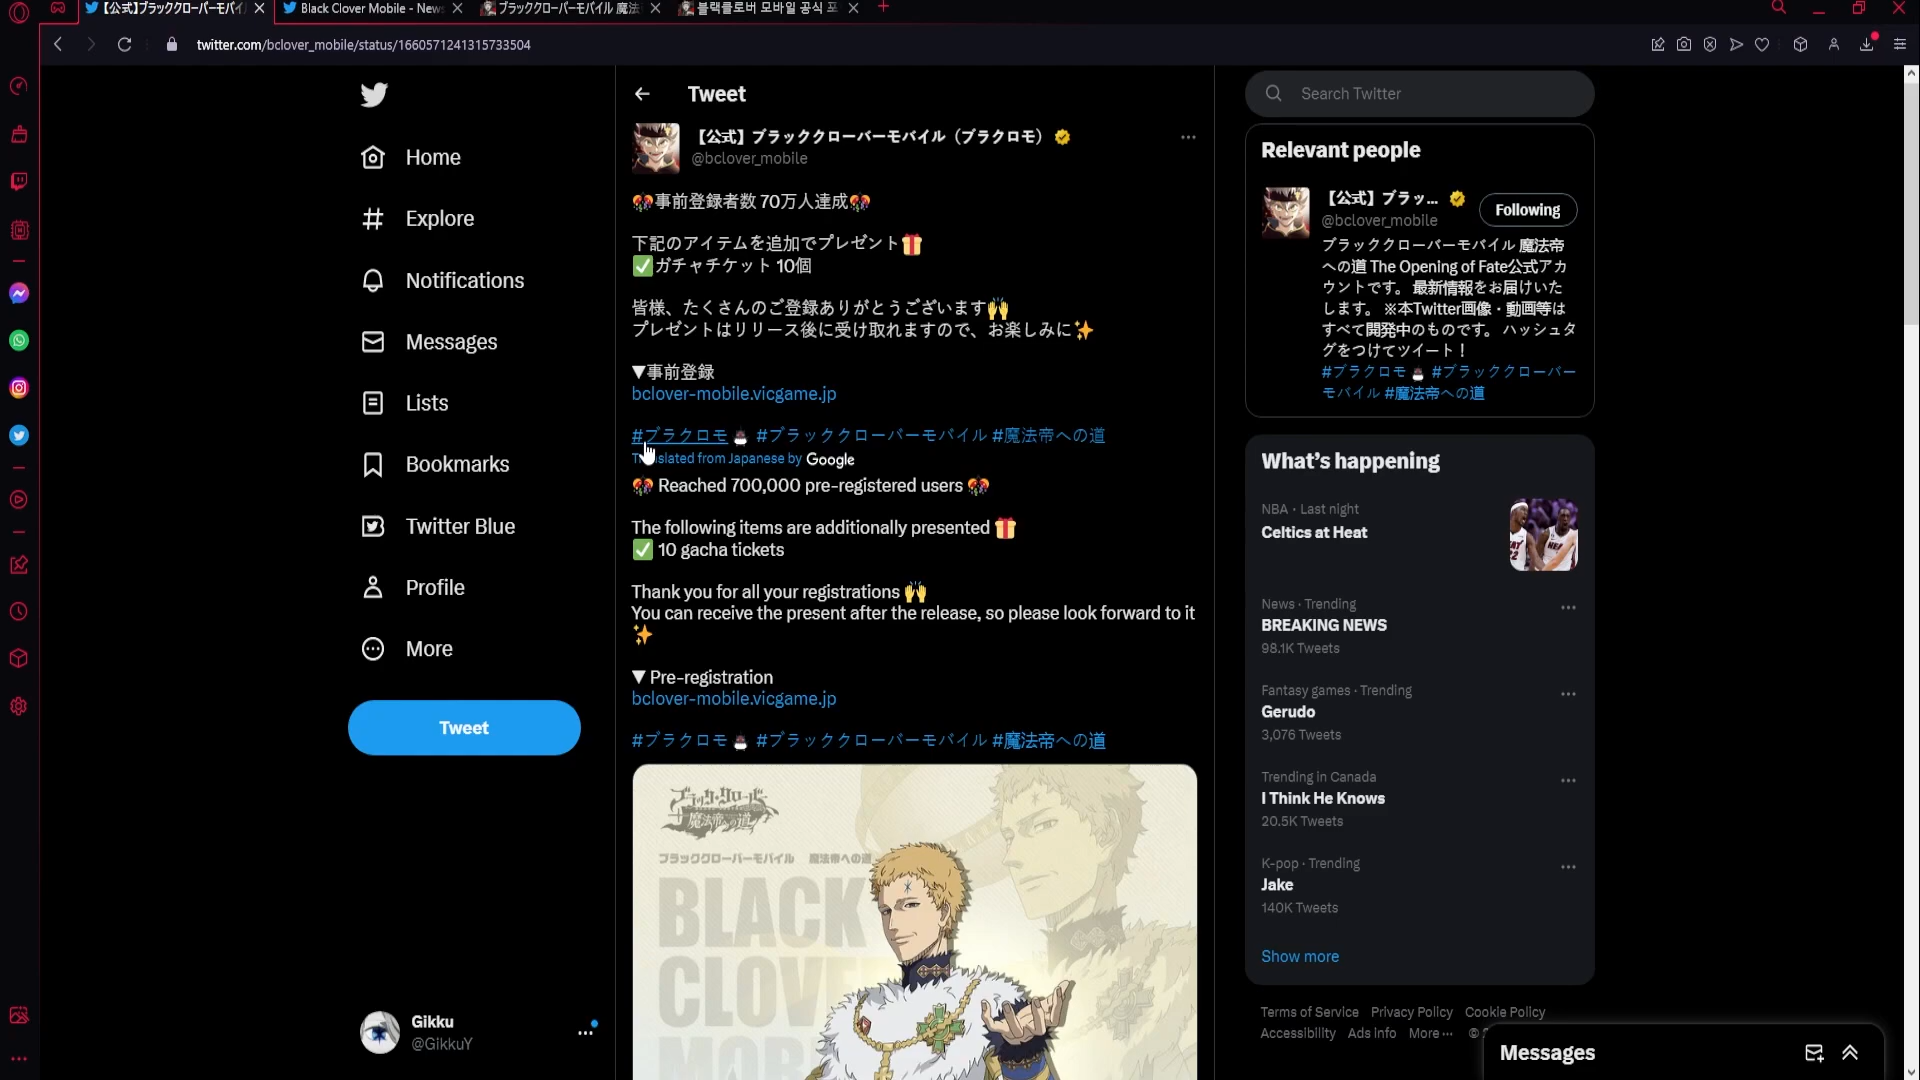 【公式】ブラッククローバーモバイ
Black Clover Mobile - News
ブラッククローバーモバイル 魔法
블랙클로버 모바일 공식 포
twitter.com/bclover_mobile/status/1660571241315733504
Home
Explore
Notifications
Messages
Lists
Bookmarks
Twitter Blue
Profile
More
Tweet
Gikku
@GikkuY
Tweet
【公式】ブラッククローバーモバイル（ブラクロモ）
@bclover_mobile
事前登録者数 70万人達成
下記のアイテムを追加でプレゼント
ガチャチケット 10個
皆様、たくさんのご登録ありがとうございます
プレゼントはリリース後に受け取れますので、お楽しみに
▼事前登録
bclover-mobile.vicgame.jp
#ブラクロモ #ブラッククローバーモバイル #魔法帝への道
Translated from Japanese by Google
Reached 700,000 pre-registered users
The following items are additionally presented
10 gacha tickets
Thank you for all your registrations
You can receive the present after the release, so please look forward to it
▼ Pre-registration
bclover-mobile.vicgame.jp
#ブラクロモ #ブラッククローバーモバイル #魔法帝への道
ブラック・クローバー
魔法帝への道
ブラッククローバーモバイル 魔法帝への道
BLACK
CLOVE
MOBI
Search Twitter
Relevant people
【公式】ブラッ...
@bclover_mobile
Following
ブラッククローバーモバイル 魔法帝
への道 The Opening of Fate公式アカ
ウントです。 最新情報をお届けいた
します。 ※本Twitter画像・動画等は
すべて開発中のものです。 ハッシュタ
グをつけてツイート！
#ブラクロモ #ブラッククローバー
モバイル #魔法帝への道
What's happening
NBA · Last night
Celtics at Heat
News · Trending
BREAKING NEWS
98.1K Tweets
Fantasy games · Trending
Gerudo
3,076 Tweets
Trending in Canada
I Think He Knows
20.5K Tweets
K-pop · Trending
Jake
140K Tweets
Show more
Terms of Service Privacy Policy Cookie Policy
Accessibility Ads info More ··· ©
Messages